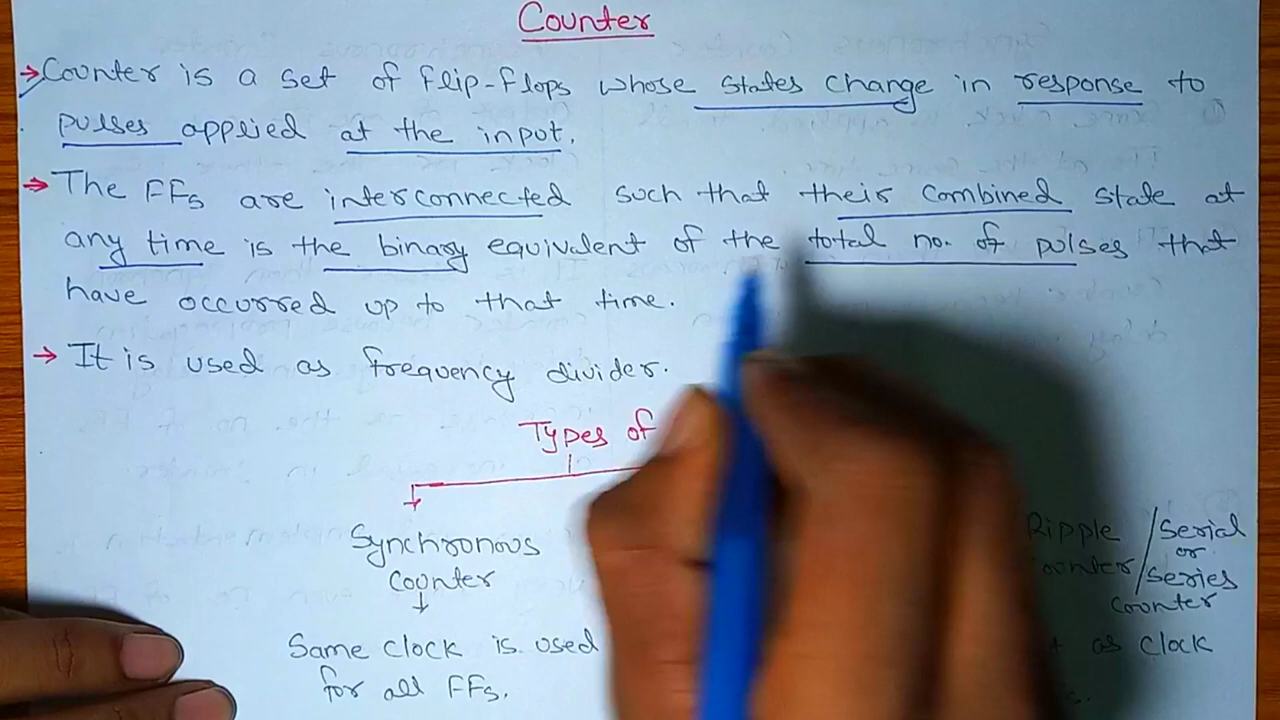 Counter
→ Counter is a set of flip-flops whose states change in response to
pulses applied at the input.
→ The FFs are interconnected such that their combined state at
any time is the binary equivalent of the total no. of pulses that
have occurred up to that time.
→ It is used as frequency divider.
Types of
Synchronous
Counter
Ripple / Serial
or
Series
Counter
Same clock is used
for all FFs.
as clock